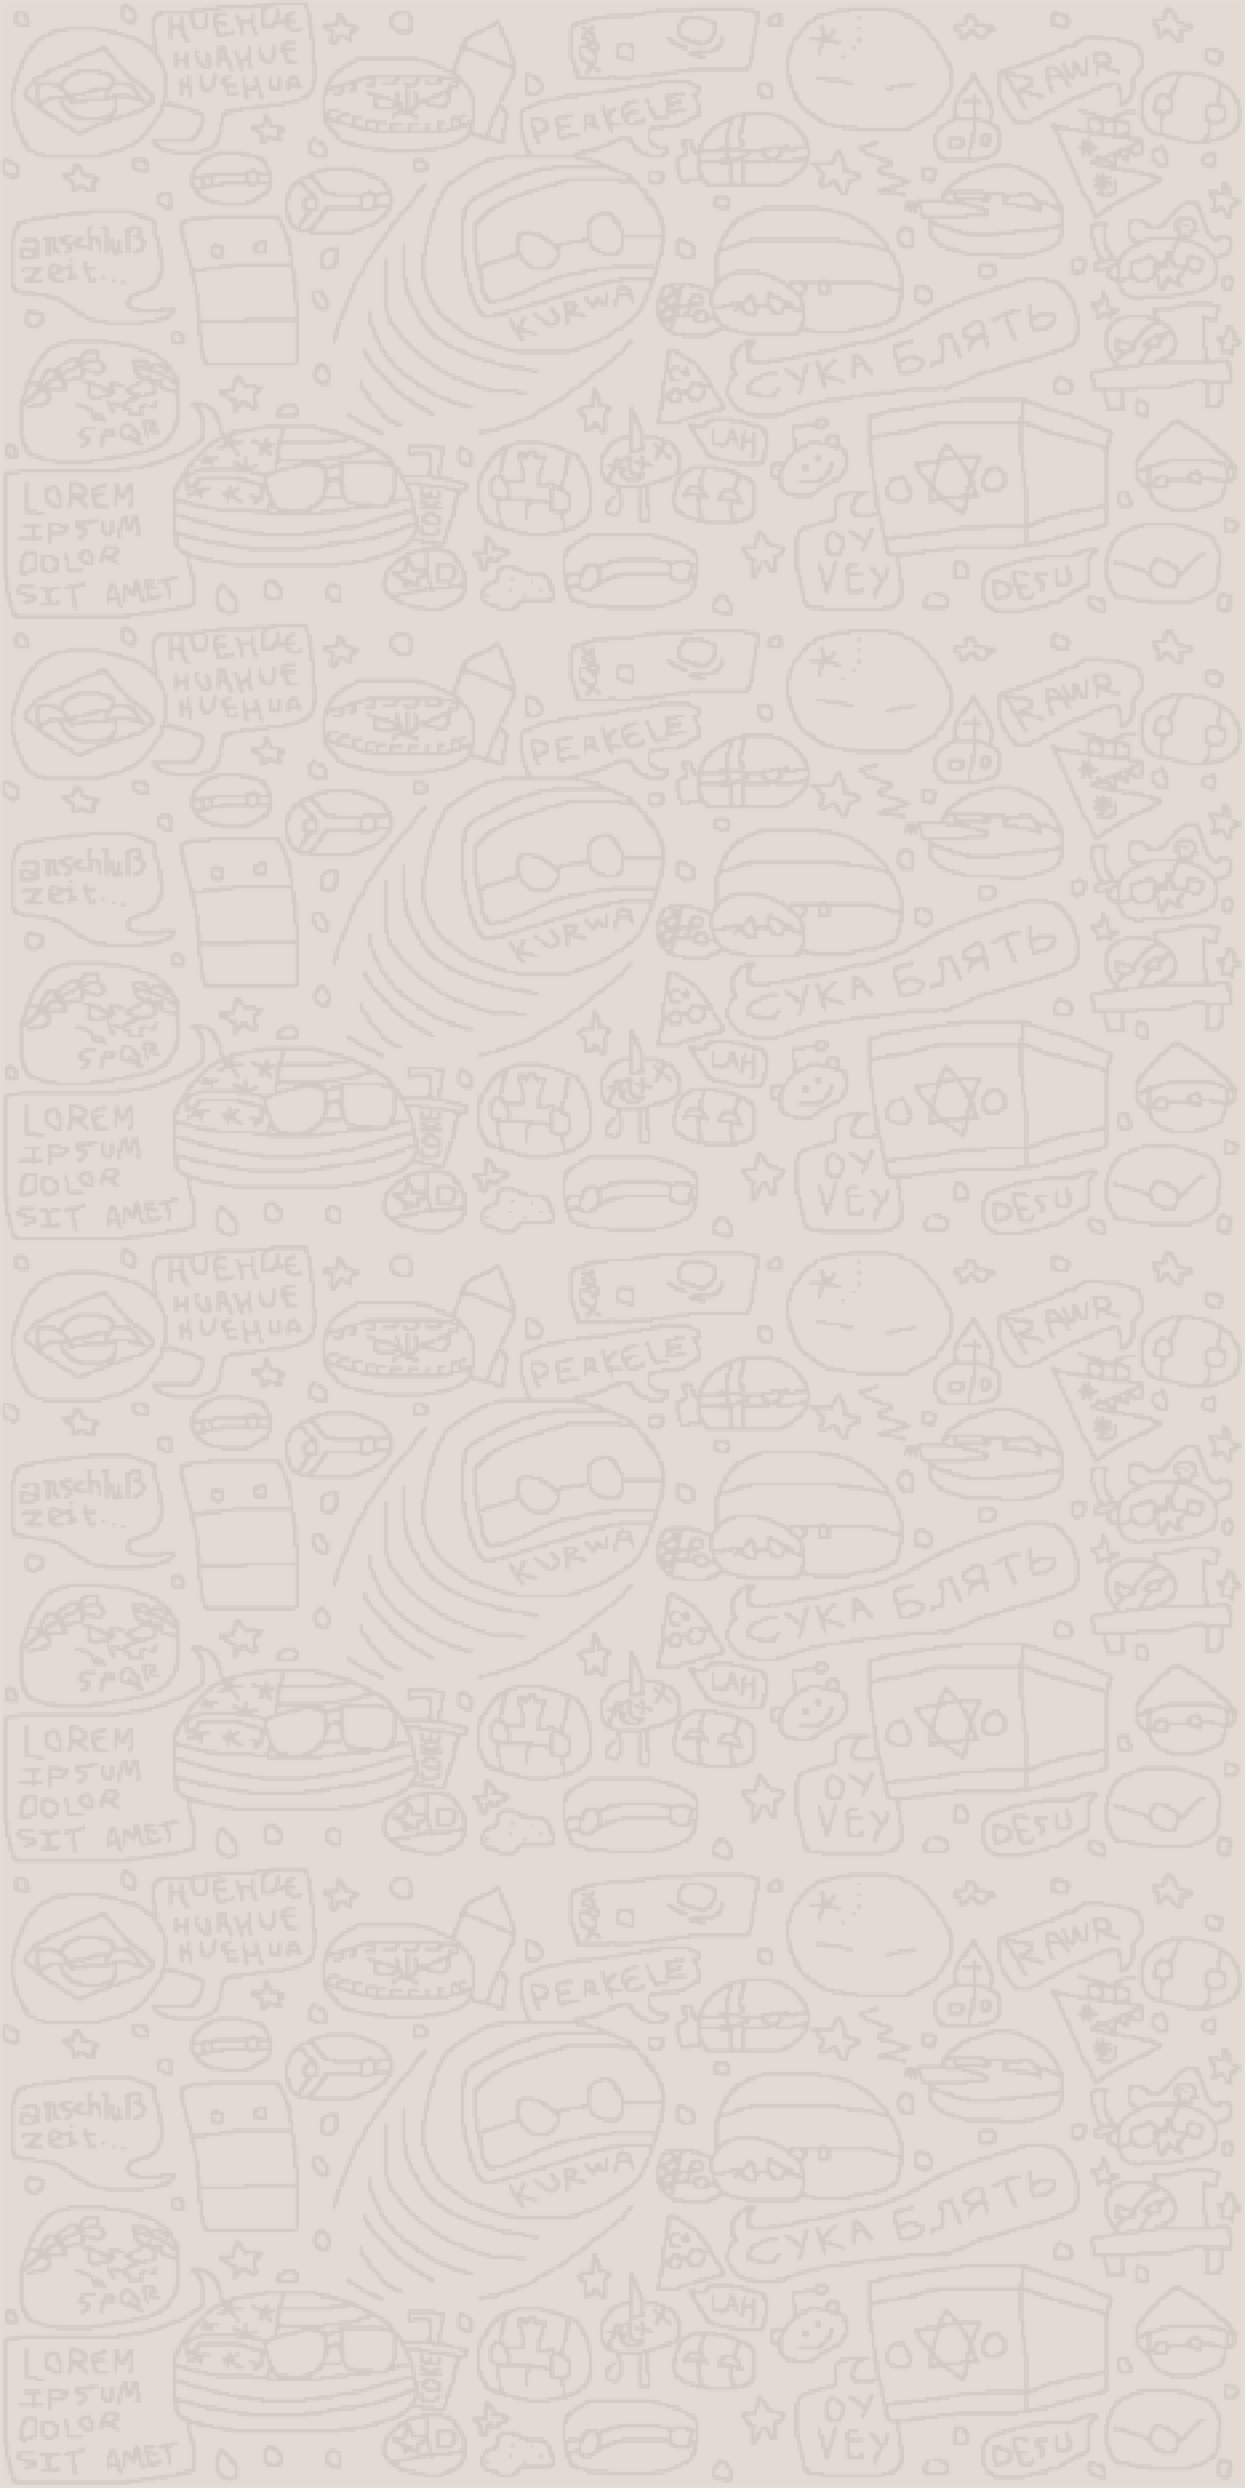 HUEHUE
HUAHUE
HUEHUA
RAWR
PERKELE
anschluß
zeit...
KURWA
СУКА БЛЯТЬ
SPQR
LAH
LOREM
IPSUM
DOLOR
SIT AMET
COKE
OY
VEY
DESU
HUEHUE
HUAHUE
HUEHUA
RAWR
PERKELE
anschluß
zeit...
KURWA
СУКА БЛЯТЬ
SPQR
LAH
LOREM
IPSUM
DOLOR
SIT AMET
COKE
OY
VEY
DESU
HUEHUE
HUAHUE
HUEHUA
RAWR
PERKELE
anschluß
zeit...
KURWA
СУКА БЛЯТЬ
SPQR
LAH
LOREM
IPSUM
DOLOR
SIT AMET
COKE
OY
VEY
DESU
HUEHUE
HUAHUE
HUEHUA
RAWR
PERKELE
anschluß
zeit...
KURWA
СУКА БЛЯТЬ
SPQR
LAH
LOREM
IPSUM
DOLOR
SIT AMET
COKE
OY
VEY
DESU